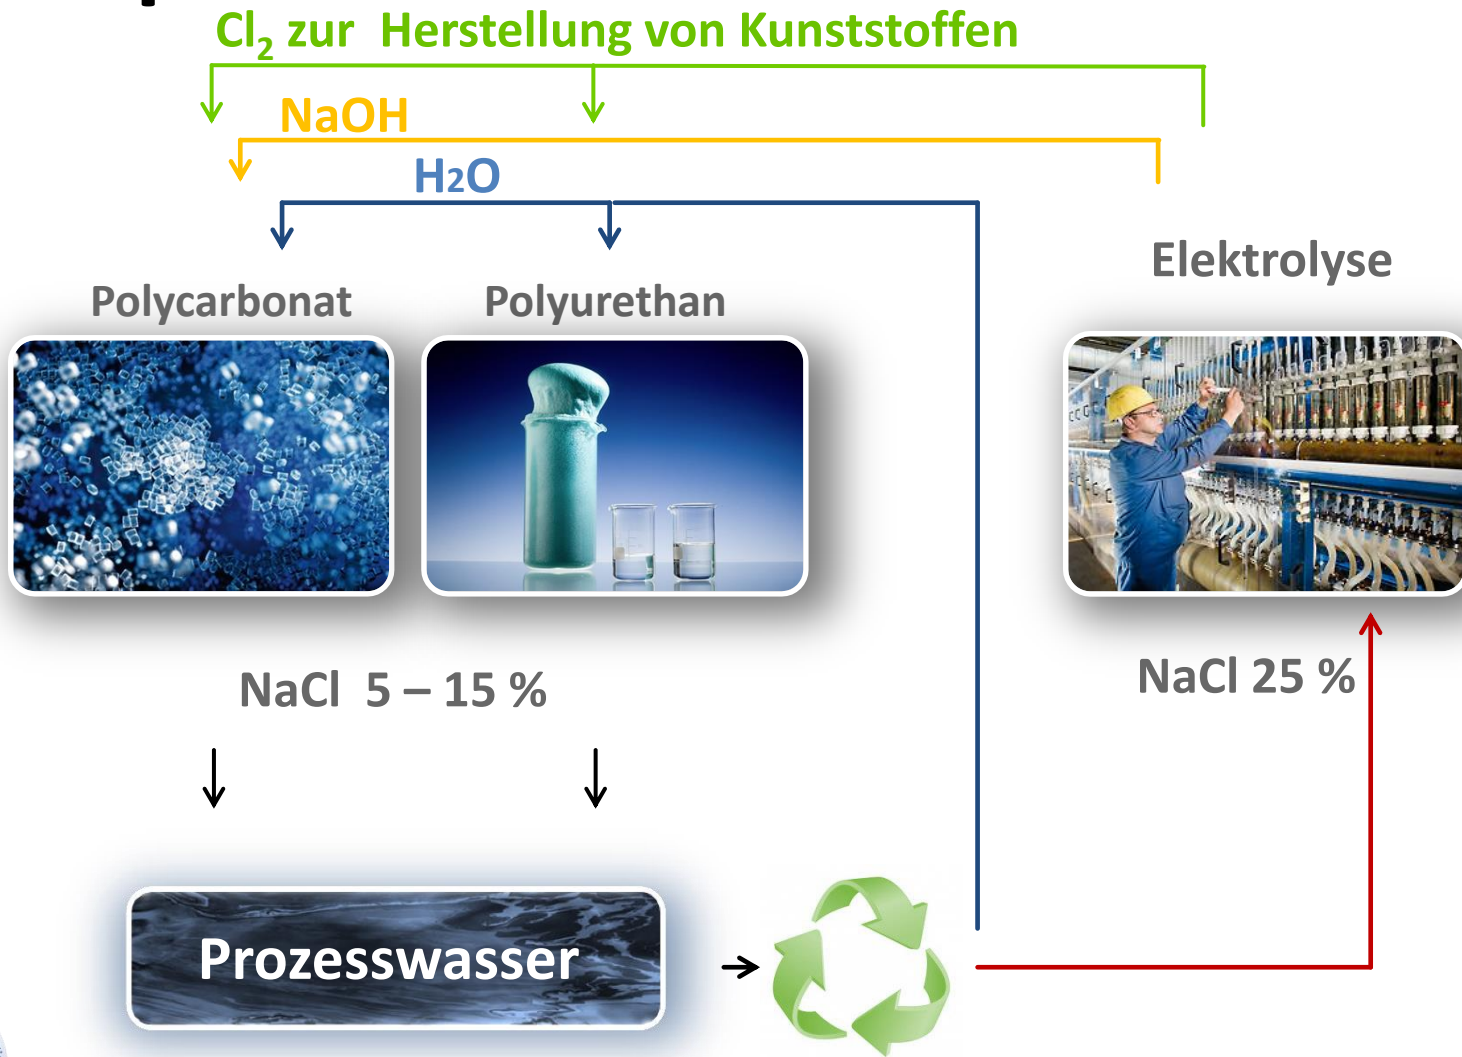 Cl₂ zur Herstellung von Kunststoffen
NaOH
H₂O
Elektrolyse
Polycarbonat
Polyurethan
NaCl 5 – 15 %
NaCl 25 %
Prozesswasser